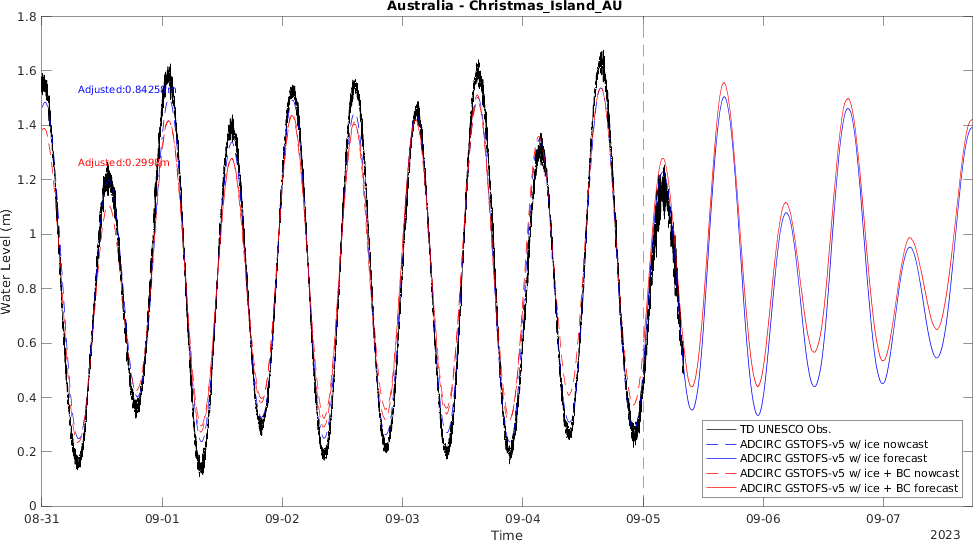 Australia - Christmas_Island_AU
1.8
1.6
1.4
1.2
1
0.8
0.6
0.4
0.2
0
Water Level (m)
Adjusted:0.84258m
Adjusted:0.2998m
TD UNESCO Obs.
ADCIRC GSTOFS-v5 w/ ice nowcast
ADCIRC GSTOFS-v5 w/ ice forecast
ADCIRC GSTOFS-v5 w/ ice + BC nowcast
ADCIRC GSTOFS-v5 w/ ice + BC forecast
08-31 09-01 09-02 09-03 09-04 09-05 09-06 09-07
Time
2023